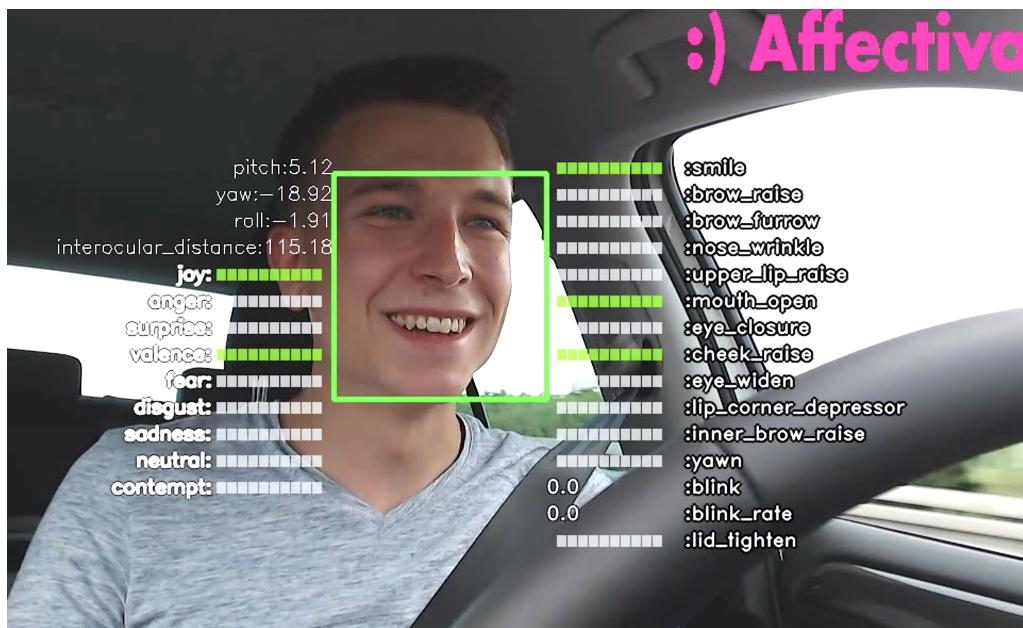 :) Affectiva
pitch:5.12
yaw:-18.92
roll:-1.91
interocular_distance:115.18
joy:
anger:
surprise:
valence:
fear:
disgust:
sadness:
neutral:
contempt:
:smile
:brow_raise
:brow_furrow
:nose_wrinkle
:upper_lip_raise
:mouth_open
:eye_closure
:cheek_raise
:eye_widen
:lip_corner_depressor
:inner_brow_raise
:yawn
0.0 :blink
0.0 :blink_rate
:lid_tighten